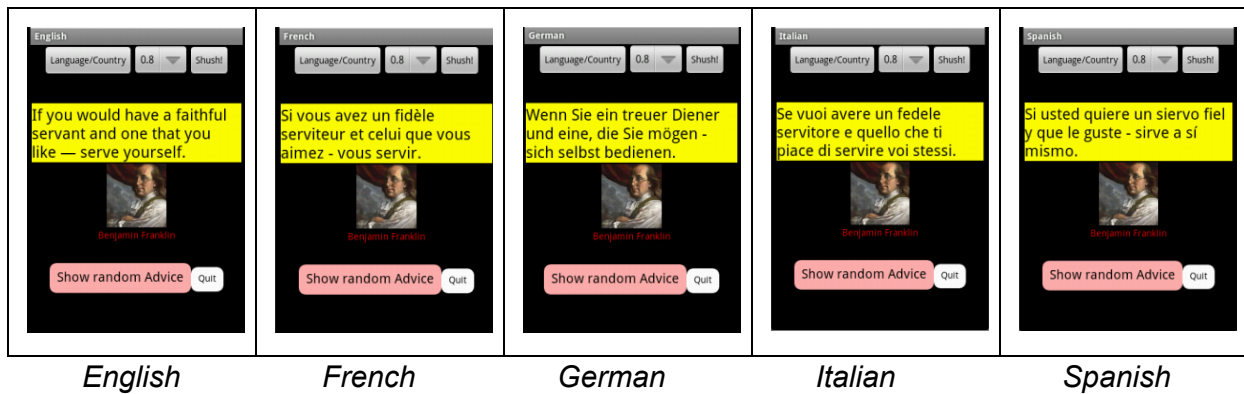 English
Language/Country 0.8 Shush!
If you would have a faithful
servant and one that you
like — serve yourself.
Benjamin Franklin
Show random Advice Quit
French
Language/Country 0.8 Shush!
Si vous avez un fidèle
serviteur et celui que vous
aimez - vous servir.
Benjamin Franklin
Show random Advice Quit
German
Language/Country 0.8 Shush!
Wenn Sie ein treuer Diener
und eine, die Sie mögen -
sich selbst bedienen.
Benjamin Franklin
Show random Advice Quit
Italian
Language/Country 0.8 Shush!
Se vuoi avere un fedele
servitore e quello che ti
piace di servire voi stessi.
Benjamin Franklin
Show random Advice Quit
Spanish
Language/Country 0.8 Shush!
Si usted quiere un siervo fiel
y que le guste - sirve a sí
mismo.
Benjamin Franklin
Show random Advice Quit
English French German Italian Spanish